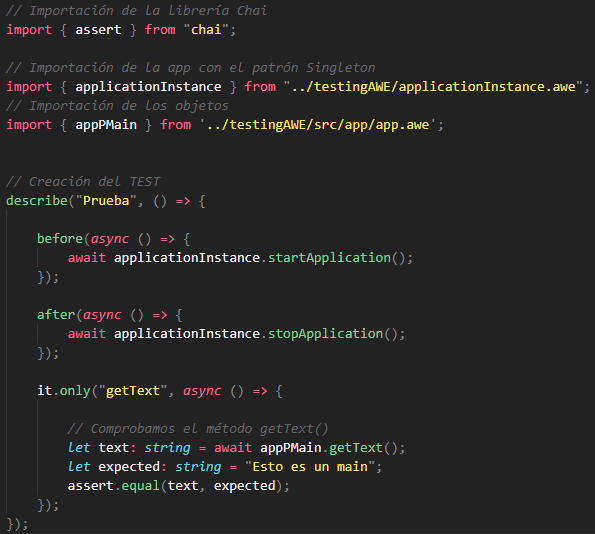 // Importación de la librería Chai
import { assert } from "chai";
// Importación de la app con el patrón Singleton
import { applicationInstance } from "../testingAWE/applicationInstance.awe";
// Importación de los objetos
import { appPMain } from '../testingAWE/src/app/app.awe';
// Creación del TEST
describe("Prueba", () => {
before(async () => {
await applicationInstance.startApplication();
});
after(async () => {
await applicationInstance.stopApplication();
});
it.only("getText", async () => {
// Comprobamos el método getText()
let text: string = await appPMain.getText();
let expected: string = "Esto es un main";
assert.equal(text, expected);
});
});